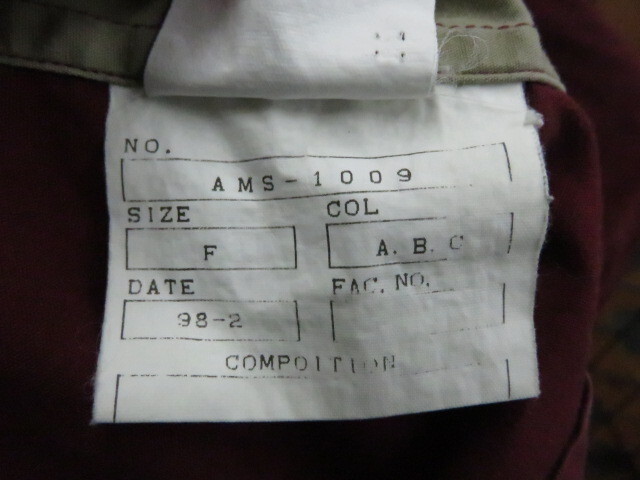 NO.
AMS-1009
SIZE COL
F A.B.C
DATE FAC.NO.
98-2
COMPOITION